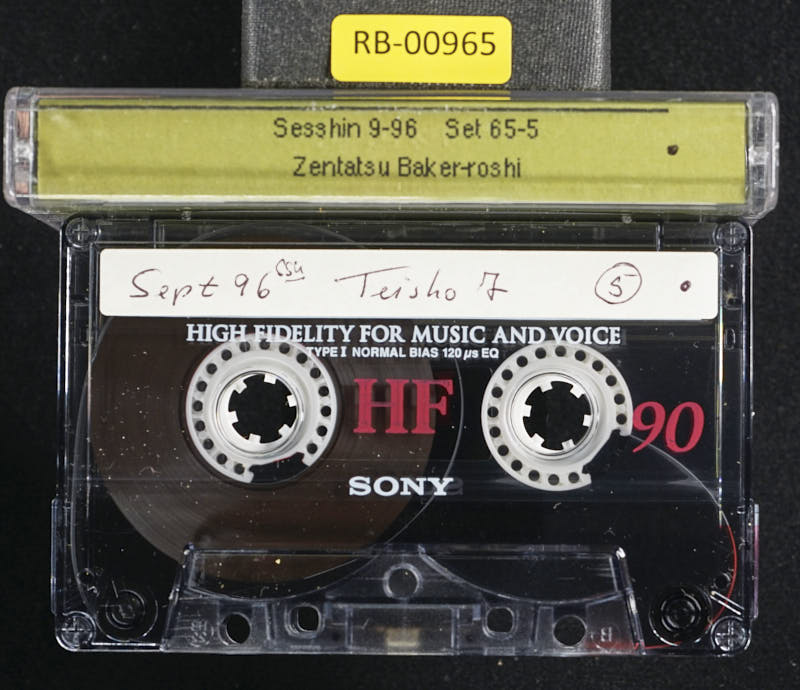 RB-00965
Sesshin 9-96 Set 65-5
Zentatsu Baker-roshi
Sept 96 Teisho 7 5
HIGH FIDELITY FOR MUSIC AND VOICE
TYPE I NORMAL BIAS 120 µs EQ
HF
90
SONY